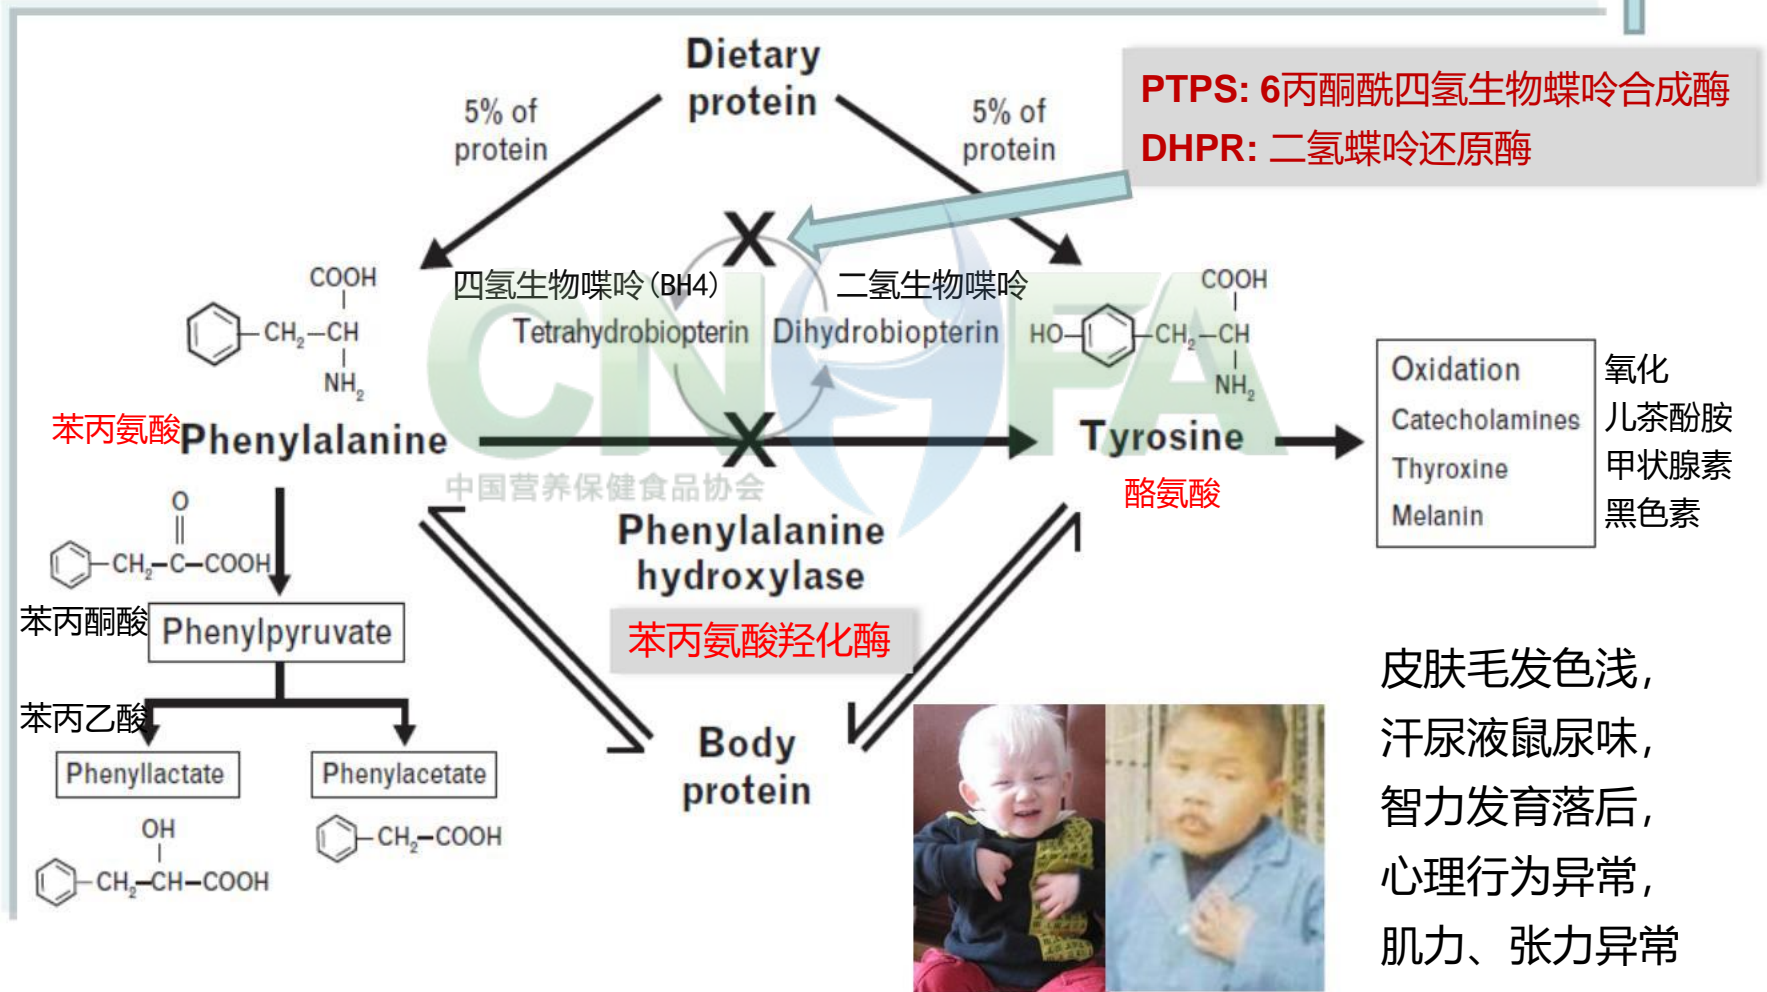 Dietary
protein
5% of
protein
5% of
protein
PTPS: 6丙酮酰四氢生物蝶呤合成酶
DHPR: 二氢蝶呤还原酶
X
四氢生物喋呤(BH4)
二氢生物喋呤
Tetrahydrobiopterin
Dihydrobiopterin
COOH
CH₂—CH
NH₂
COOH
HO
CH₂—CH
NH₂
苯丙氨酸
Phenylalanine
X
Tyrosine
酪氨酸
Oxidation
Catecholamines
Thyroxine
Melanin
氧化
儿茶酚胺
甲状腺素
黑色素
CNHFA
中国营养保健食品协会
Phenylalanine
hydroxylase
苯丙氨酸羟化酶
O
CH₂—C—COOH
苯丙酮酸
Phenylpyruvate
苯丙乙酸
Phenyllactate
Phenylacetate
OH
CH₂—CH—COOH
CH₂—COOH
Body
protein
皮肤毛发色浅，
汗尿液鼠尿味，
智力发育落后，
心理行为异常，
肌力、张力异常